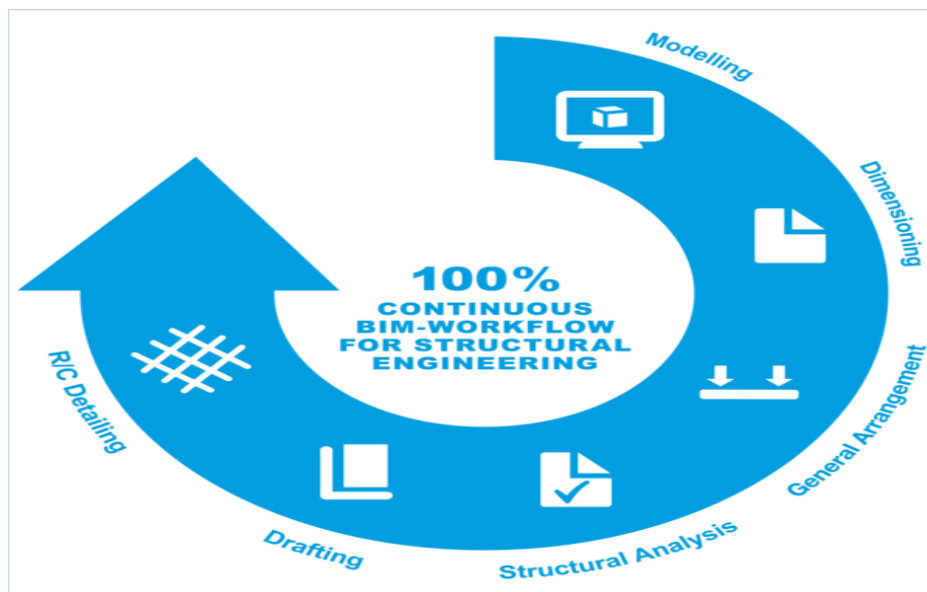 Modelling
Dimensioning
General Arrangement
Structural Analysis
Drafting
R/C Detailing
100%
CONTINUOUS
BIM-WORKFLOW
FOR STRUCTURAL
ENGINEERING